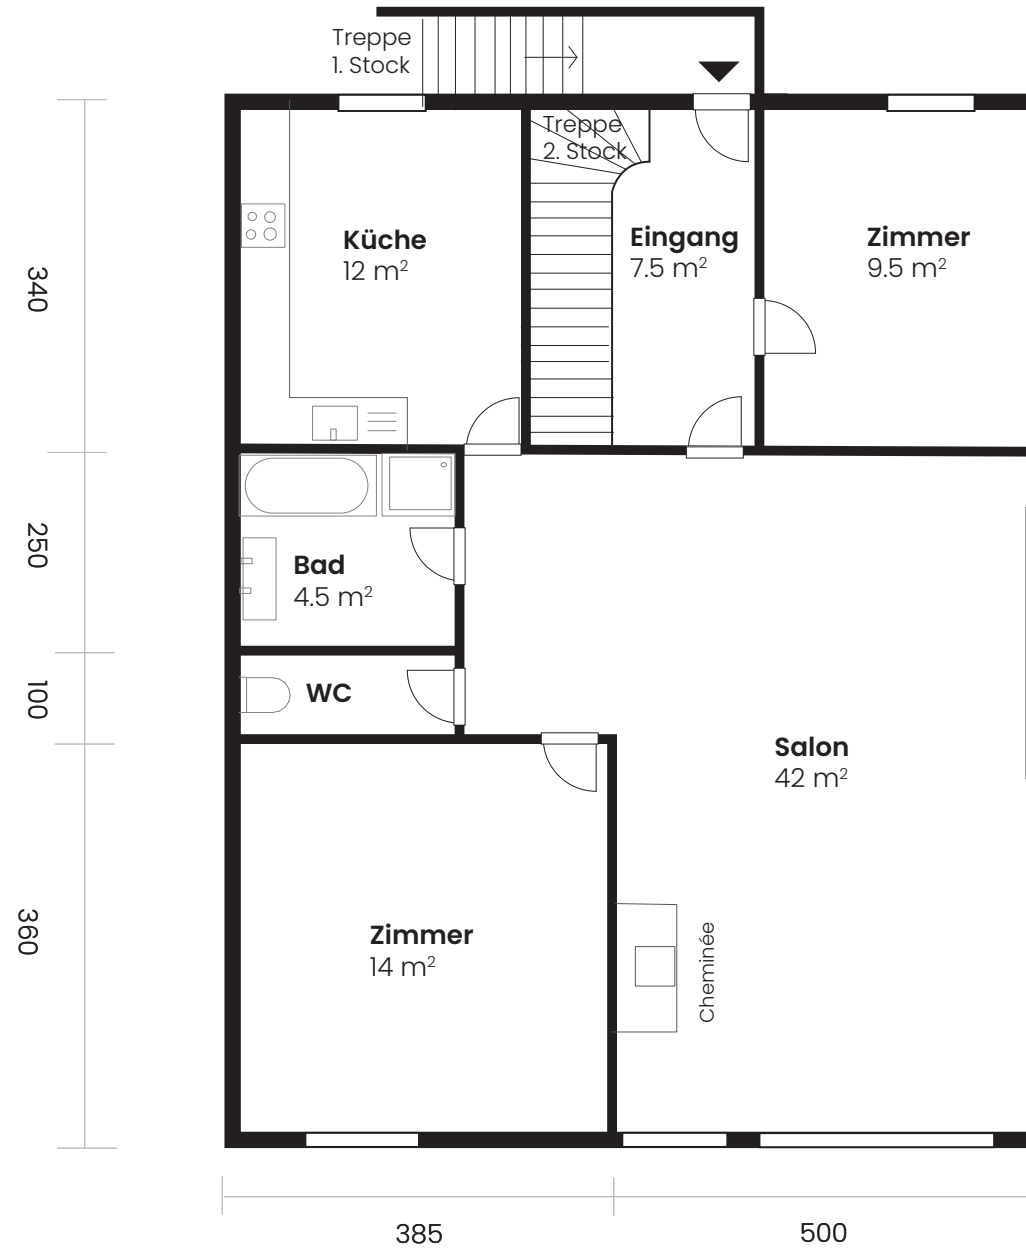 Treppe
1. Stock
Treppe
2. Stock
Küche
12 m²
Eingang
7.5 m²
Zimmer
9.5 m²
340
Bad
4.5 m²
250
WC
100
Salon
42 m²
Zimmer
14 m²
360
Cheminée
385
500